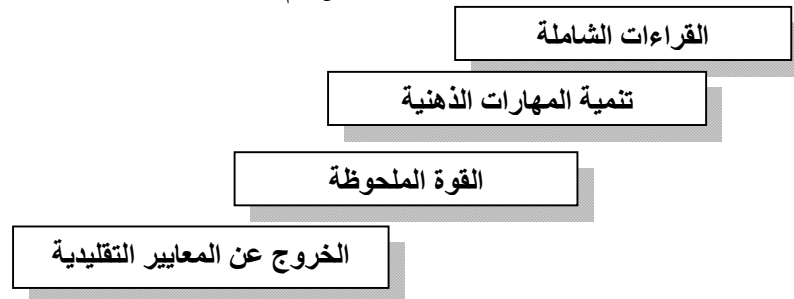 القراءات الشاملة
تنمية المهارات الذهنية
القوة الملحوظة
الخروج عن المعايير التقليدية